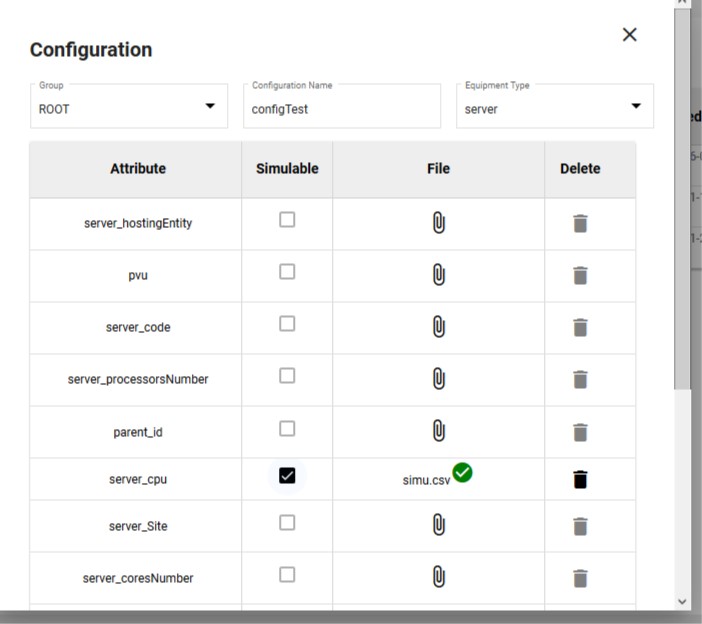 Configuration
Group
Configuration Name
Equipment Type
ROOT
configTest
server
Attribute Simulable File Delete
server_hostingEntity
pvu
server_code
server_processorsNumber
parent_id
server_cpu simu.csv
server_Site
server_coresNumber